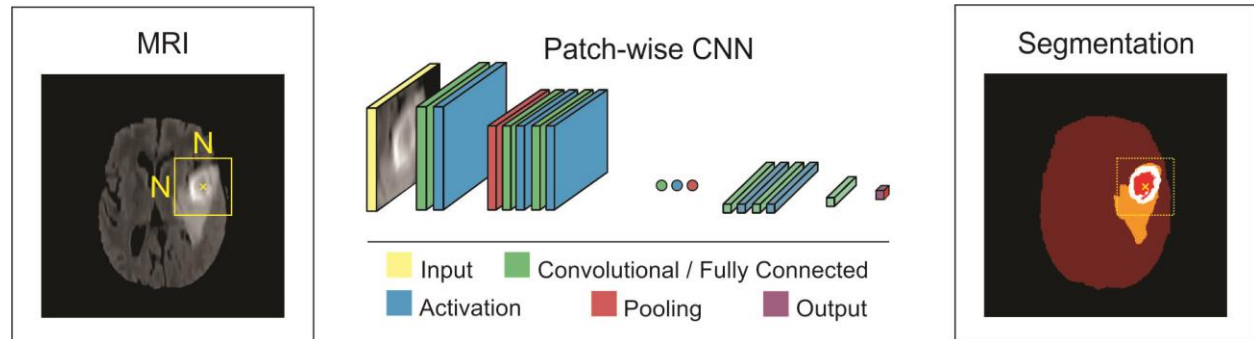 MRI
N
N
Patch-wise CNN
Input
Convolutional / Fully Connected
Activation
Pooling
Output
Segmentation